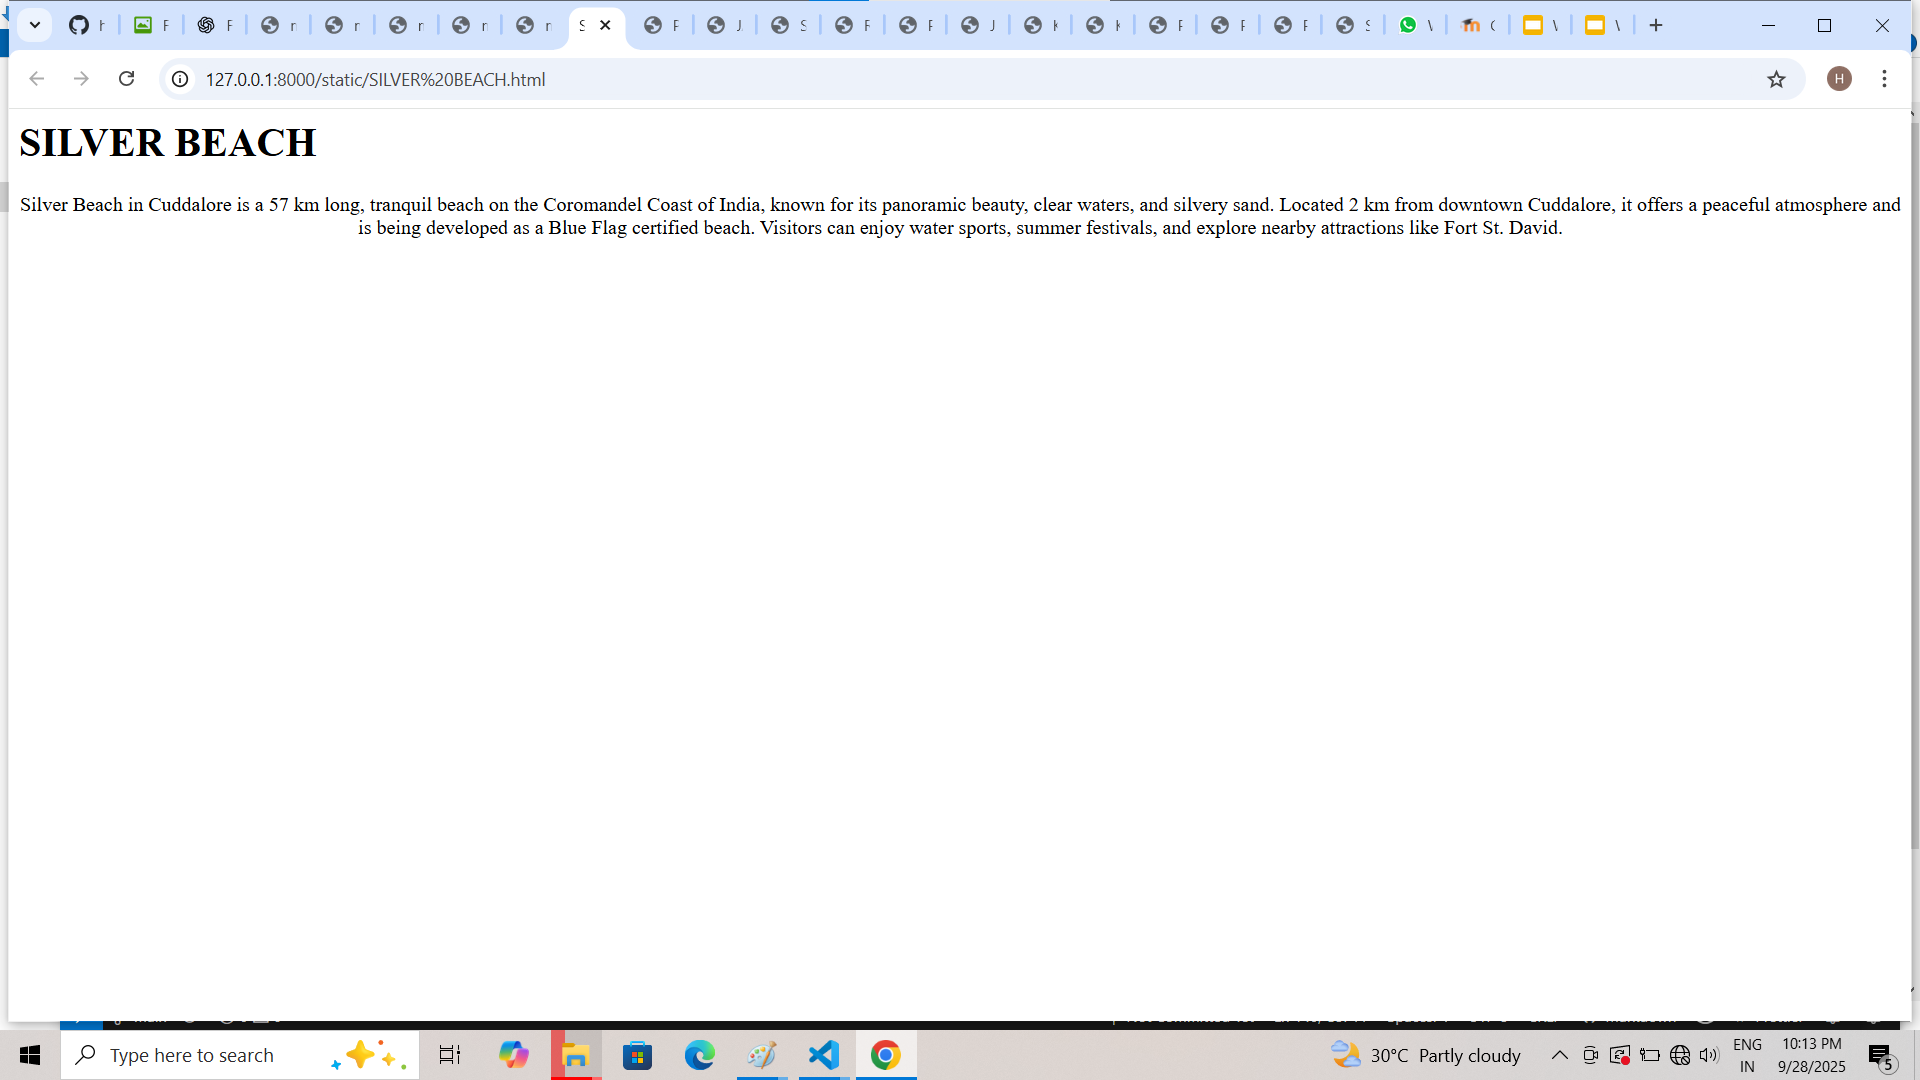 127.0.0.1:8000/static/SILVER%20BEACH.html
H
SILVER BEACH
Silver Beach in Cuddalore is a 57 km long, tranquil beach on the Coromandel Coast of India, known for its panoramic beauty, clear waters, and silvery sand. Located 2 km from downtown Cuddalore, it offers a peaceful atmosphere and
is being developed as a Blue Flag certified beach. Visitors can enjoy water sports, summer festivals, and explore nearby attractions like Fort St. David.
Type here to search
30°C Partly cloudy
ENG
IN
10:13 PM
9/28/2025
5